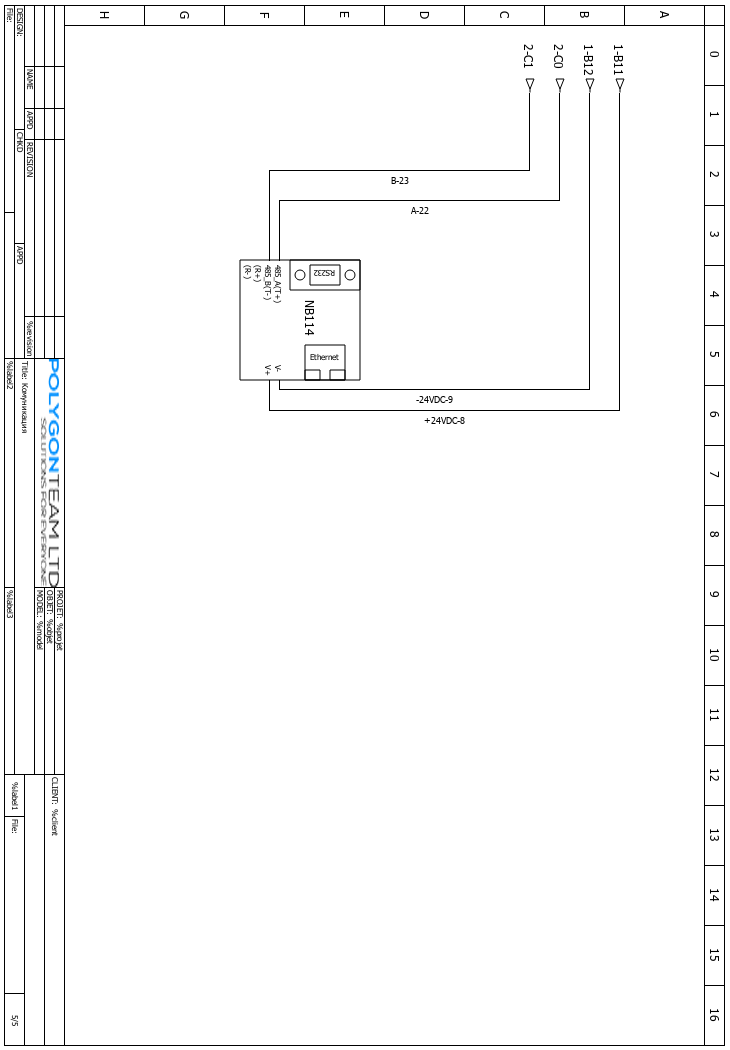 0
1
2
3
4
5
6
7
8
9
10
11
12
13
14
15
16
A
B
C
D
E
F
G
H
1-B11
1-B12
2-C0
2-C1
B-23
A-22
485_A(T+)
485_B(T-)
(R+)
(R-)
RS232
NB114
Ethernet
V-
V+
-24VDC-9
+24VDC-8
NAME
APPD
REVISION
%revision
DESIGN:
CHKD
APPD
File:
POLYGONTEAM LTD
SOLUTIONS FOR EVERYONE
Title: Комуникация
%label2
PROJET: %projet
OBJET: %objet
MODEL: %model
%label3
CLIENT: %client
%label1
File:
5/5